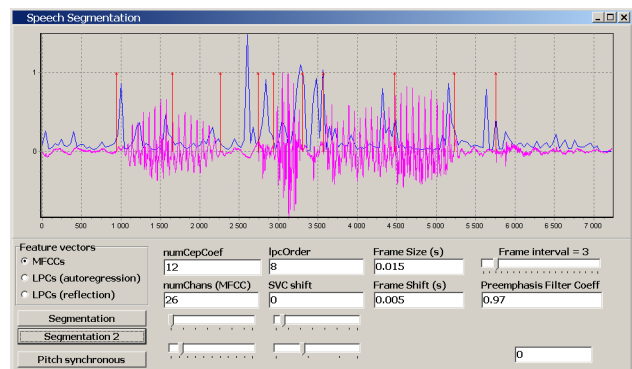 Speech Segmentation
1
0
0 500 1 000 1 500 2 000 2 500 3 000 3 500 4 000 4 500 5 000 5 500 6 000 6 500 7 000
Feature vectors
MFCCs
LPCs (autoregression)
LPCs (reflection)
Segmentation
Segmentation 2
Pitch synchronous
numCepCoef lpcOrder Frame Size (s) Frame interval = 3
12 8 0.015
numChans (MFCC) SVC shift Frame Shift (s) Preemphasis Filter Coeff
26 0 0.005 0.97
0